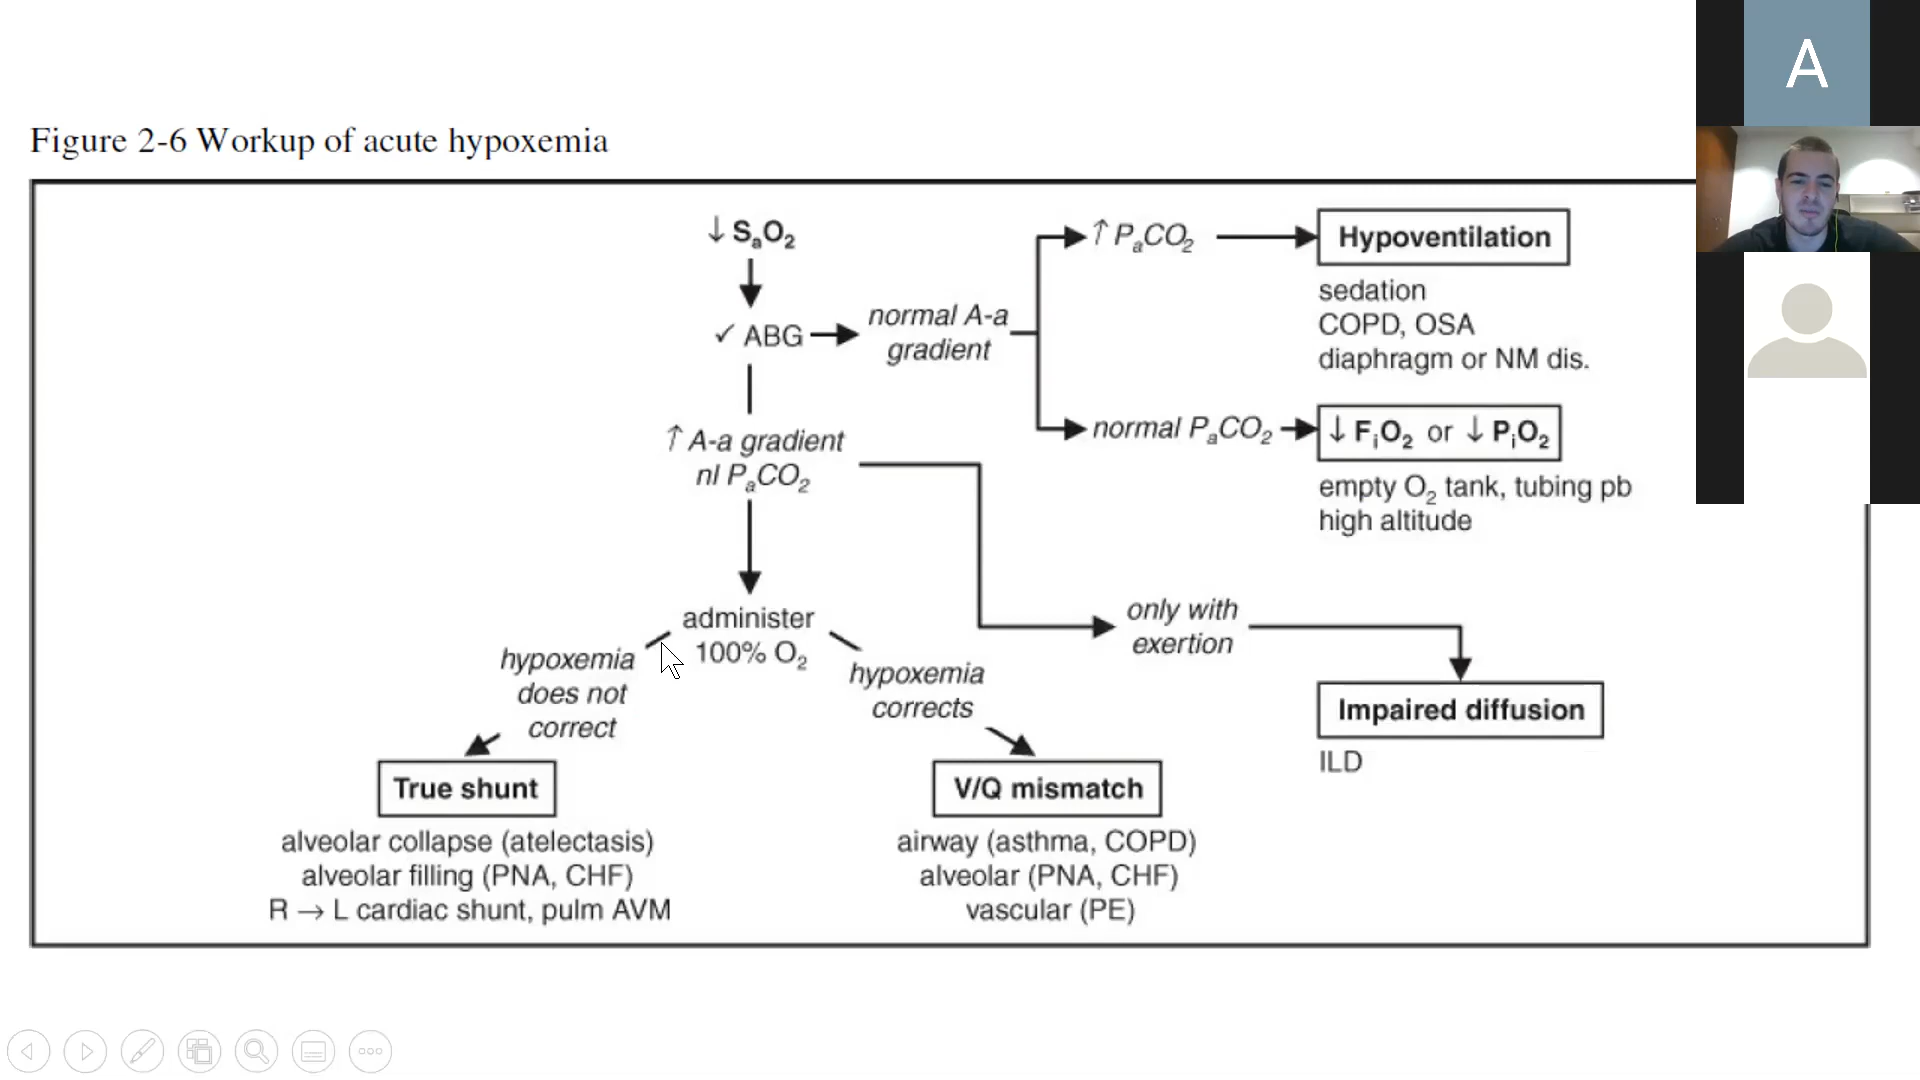 A
Figure 2-6 Workup of acute hypoxemia
↓ SaO2
✓ ABG
normal A-a
gradient
↑ PaCO2
Hypoventilation
sedation
COPD, OSA
diaphragm or NM dis.
normal PaCO2
↓ FiO2 or ↓ PiO2
empty O2 tank, tubing pb
high altitude
↑ A-a gradient
nl PaCO2
only with
exertion
Impaired diffusion
ILD
administer
100% O2
hypoxemia
does not
correct
hypoxemia
corrects
True shunt
alveolar collapse (atelectasis)
alveolar filling (PNA, CHF)
R → L cardiac shunt, pulm AVM
V/Q mismatch
airway (asthma, COPD)
alveolar (PNA, CHF)
vascular (PE)